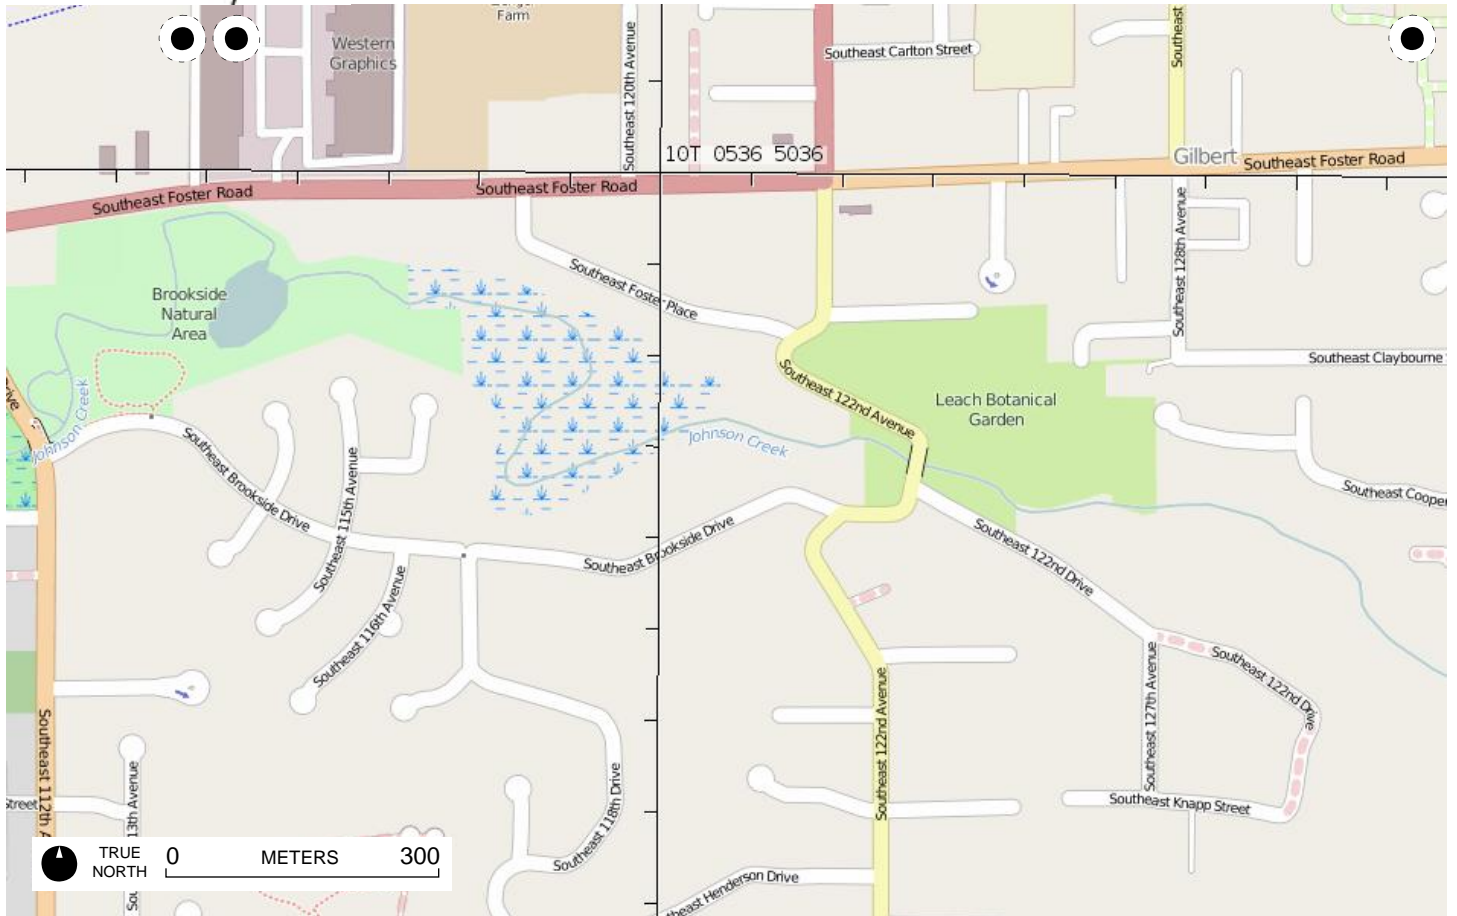 Farm
Western
Graphics
Southeast 120th Avenue
Southeast Carlton Street
Southeast
10T 0536 5036
Gilbert
Southeast Foster Road
Southeast Foster Road
Southeast Foster Road
Southeast 128th Avenue
Southeast Foster Place
Brookside
Natural
Area
Southeast Claybourne
Southeast 122nd Avenue
Leach Botanical
Garden
Drive
Johnson Creek
Johnson Creek
Southeast Brookside Drive
Southeast 115th Avenue
Southeast Cooper
Southeast Brookside Drive
Southeast 122nd Drive
Southeast 116th Avenue
Southeast 127th Avenue
Southeast 122nd Drive
Southeast 122nd Avenue
Southeast 112th A
13th Avenue
Southeast 118th Drive
Southeast Knapp Street
Street
TRUE
NORTH
0 METERS 300
theast Henderson Drive
Sou